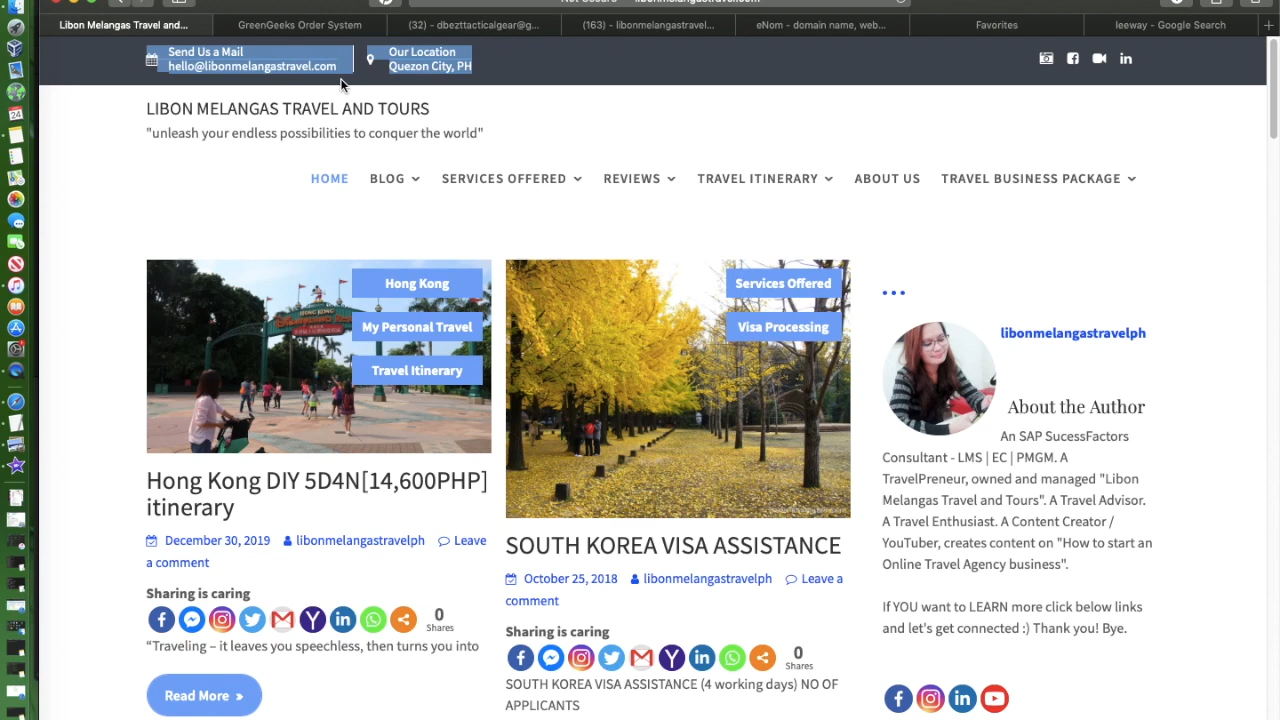 Not Secure — libonmelangastravel.com
Libon Melangas Travel and...
GreenGeeks Order System
(32) - dbezttacticalgear@g...
(163) - libonmelangastravel...
eNom - domain name, web...
Favorites
leeway - Google Search
Send Us a Mail
hello@libonmelangastravel.com
Our Location
Quezon City, PH
LIBON MELANGAS TRAVEL AND TOURS
"unleash your endless possibilities to conquer the world"
HOME
BLOG
SERVICES OFFERED
REVIEWS
TRAVEL ITINERARY
ABOUT US
TRAVEL BUSINESS PACKAGE
Hong Kong
My Personal Travel
Travel Itinerary
Hong Kong DIY 5D4N[14,600PHP]
itinerary
December 30, 2019 libonmelangastravelph Leave
a comment
Sharing is caring
0
Shares
“Traveling – it leaves you speechless, then turns you into
Read More »
Services Offered
Visa Processing
SOUTH KOREA VISA ASSISTANCE
October 25, 2018 libonmelangastravelph Leave a
comment
Sharing is caring
0
Shares
SOUTH KOREA VISA ASSISTANCE (4 working days) NO OF
APPLICANTS
libonmelangastravelph
About the Author
An SAP SucessFactors
Consultant - LMS | EC | PMGM. A
TravelPreneur, owned and managed "Libon
Melangas Travel and Tours". A Travel Advisor.
A Travel Enthusiast. A Content Creator /
YouTuber, creates content on "How to start an
Online Travel Agency business".
If YOU want to LEARN more click below links
and let's get connected :) Thank you! Bye.